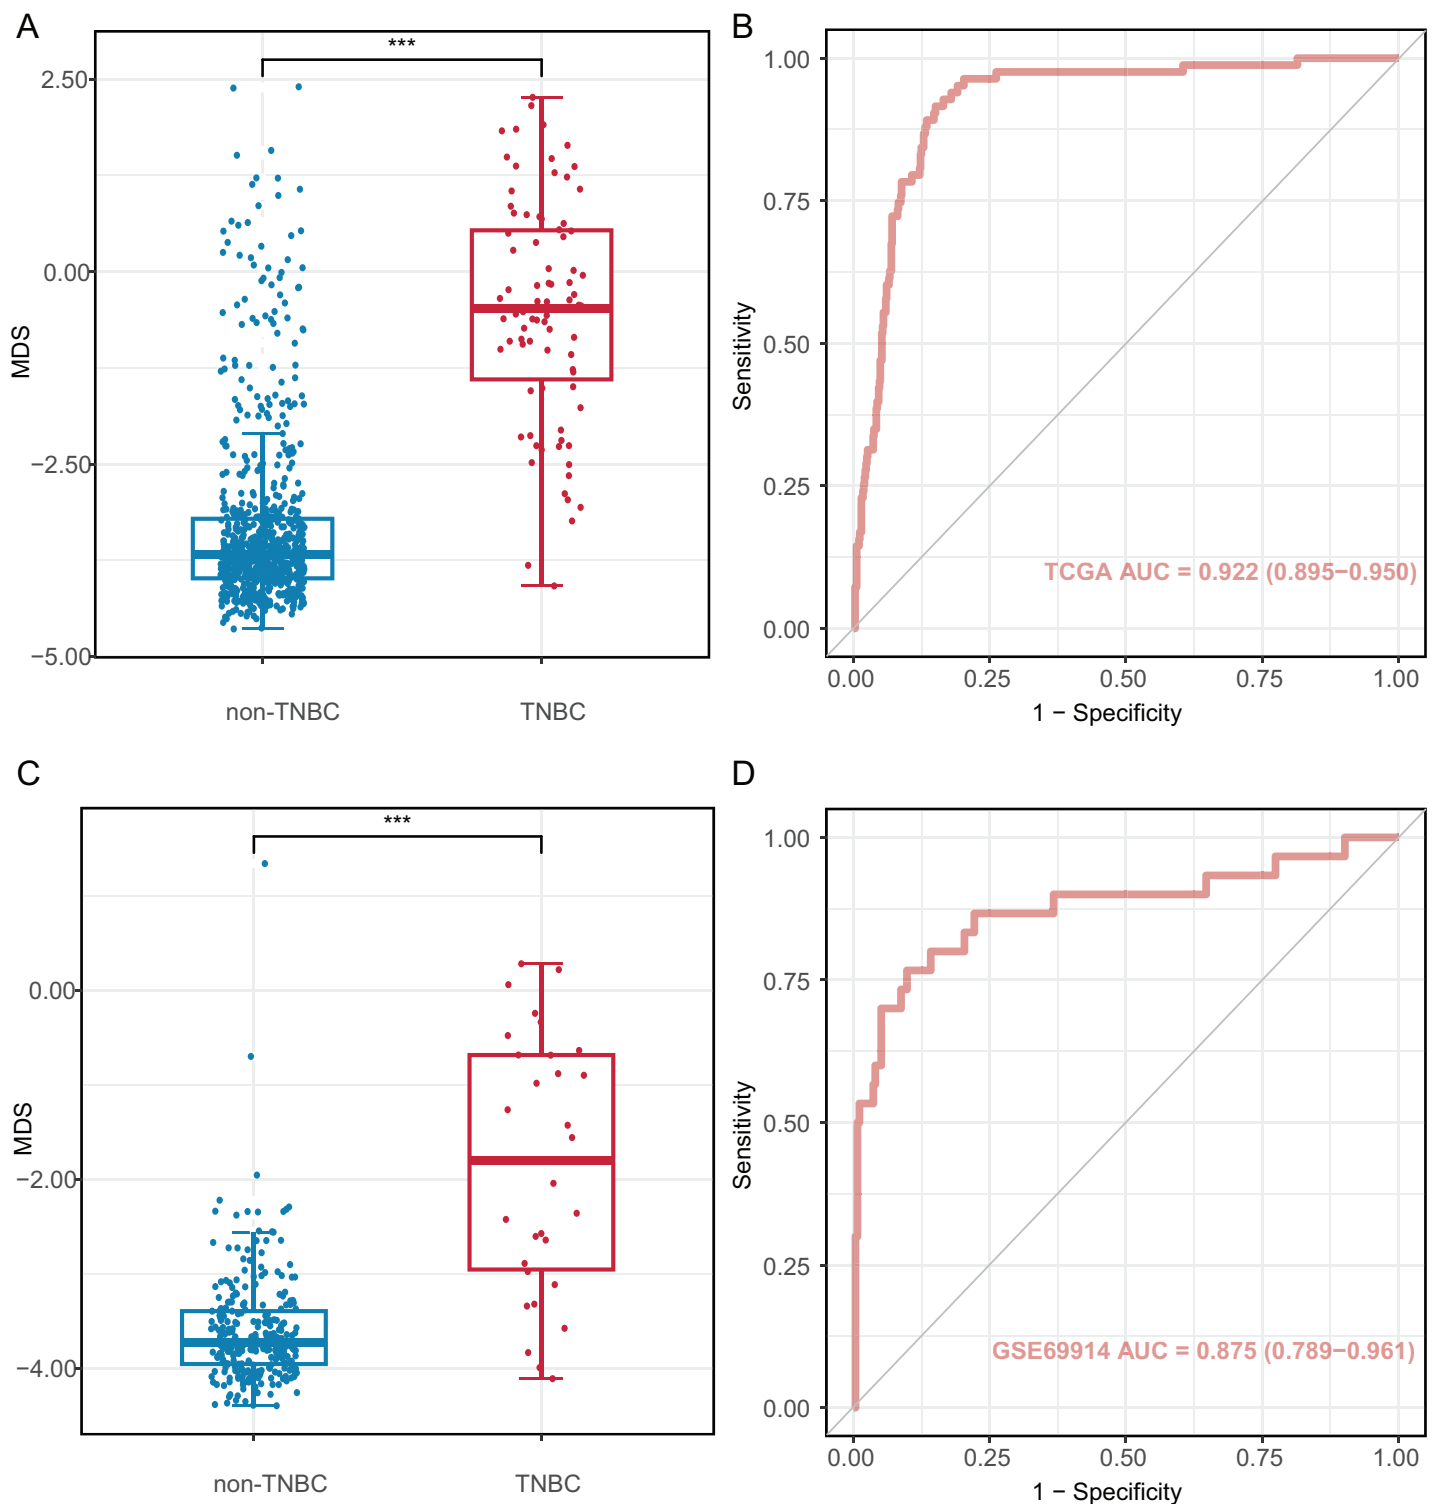 A
***
2.50
0.00
−2.50
−5.00
MDS
non-TNBC
TNBC
B
1.00
0.75
0.50
0.25
0.00
Sensitivity
TCGA AUC = 0.922 (0.895−0.950)
0.00
0.25
0.50
0.75
1.00
1 − Specificity
C
***
0.00
−2.00
−4.00
MDS
non-TNBC
TNBC
D
1.00
0.75
0.50
0.25
0.00
Sensitivity
GSE69914 AUC = 0.875 (0.789−0.961)
0.00
0.25
0.50
0.75
1.00
1 − Specificity